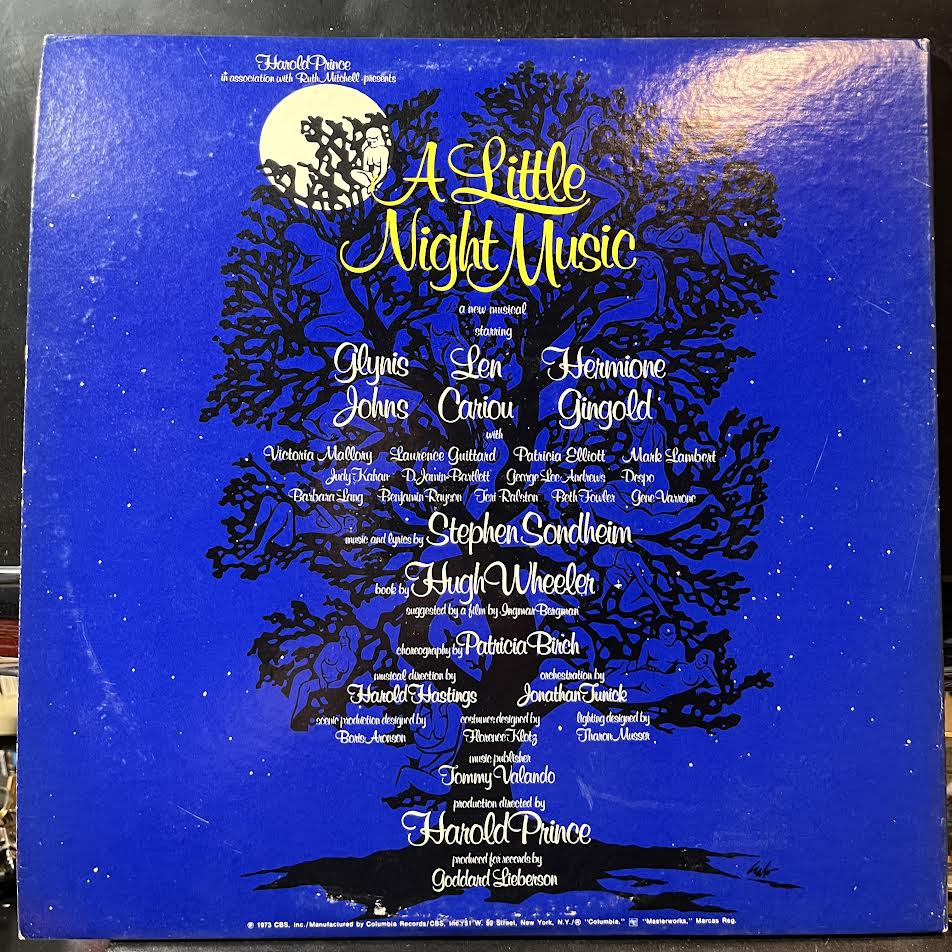 Harold Prince
in association with Ruth Mitchell presents
A Little
Night Music
a new musical
starring
Glynis Johns Len Cariou Hermione Gingold
with
Victoria Mallory Laurence Guittard Patricia Elliott Mark Lambert
Judy Kahan D.Jamin-Bartlett George Lee Andrews Despo
Barbara Lang Benjamin Rayson Teri Ralston Beth Fowler Gene Varrone
music and lyrics by Stephen Sondheim
book by Hugh Wheeler
suggested by a film by Ingmar Bergman
choreography by Patricia Birch
musical direction by
Harold Hastings
orchestration by
Jonathan Tunick
scenic production designed by
Boris Aronson
costumes designed by
Florence Klotz
lighting designed by
Tharon Musser
music publisher
Tommy Valando
production directed by
Harold Prince
produced for records by
Goddard Lieberson
℗ 1973 CBS, Inc./Manufactured by Columbia Records/CBS, Inc./51 W. 52 Street, New York, N.Y./® "Columbia," "Masterworks," Marcas Reg.